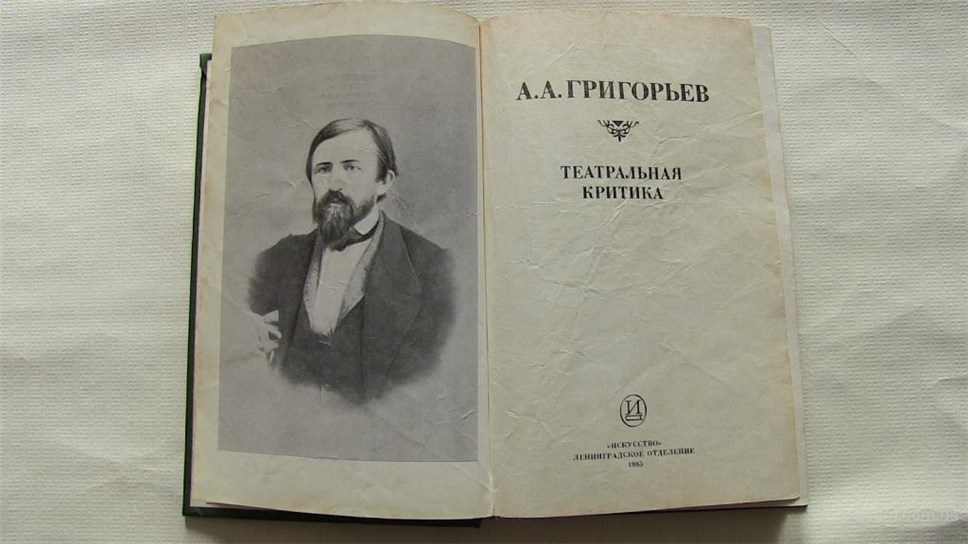 А.А.ГРИГОРЬЕВ
ТЕАТРАЛЬНАЯ
КРИТИКА
И
«ИСКУССТВО»
ЛЕНИНГРАДСКОЕ ОТДЕЛЕНИЕ
1985